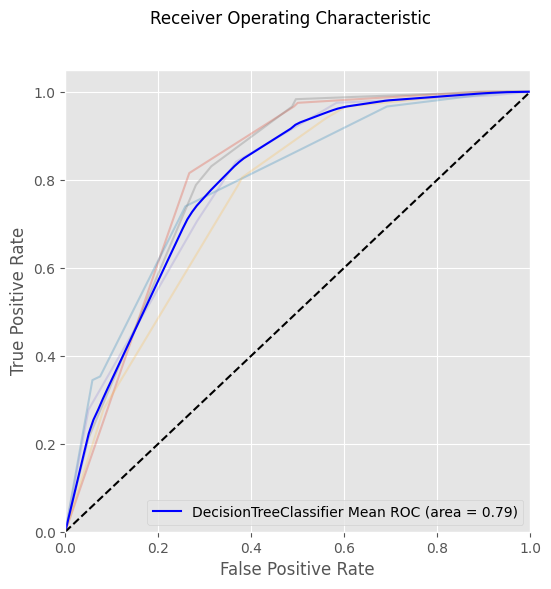 Receiver Operating Characteristic
1.0
0.8
0.6
0.4
0.2
0.0
True Positive Rate
DecisionTreeClassifier Mean ROC (area = 0.79)
0.0 0.2 0.4 0.6 0.8 1.0
False Positive Rate